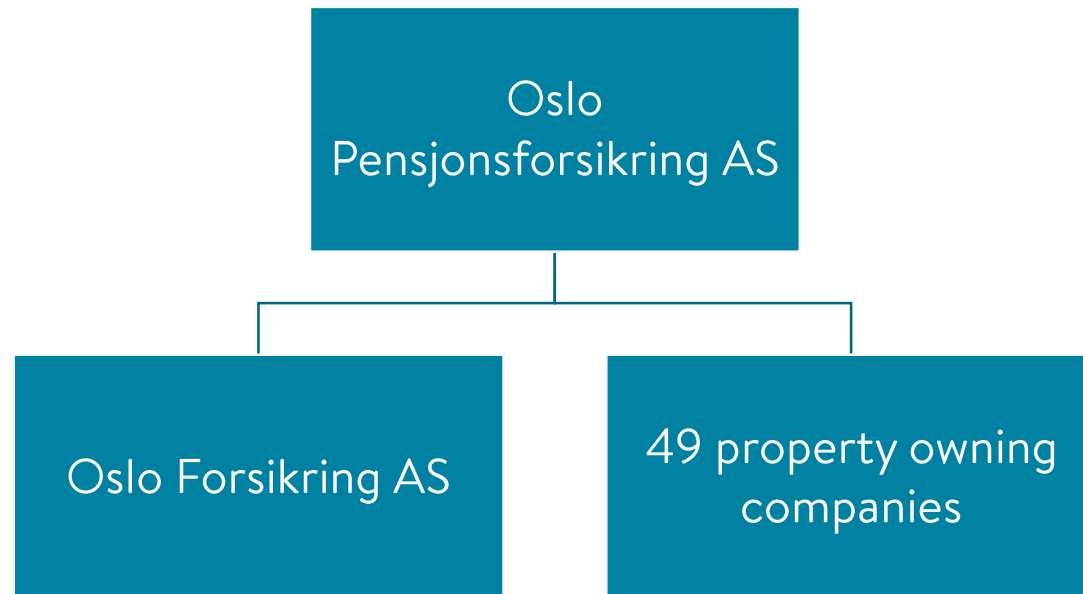 Oslo
Pensjonsforsikring AS
Oslo Forsikring AS
49 property owning
companies